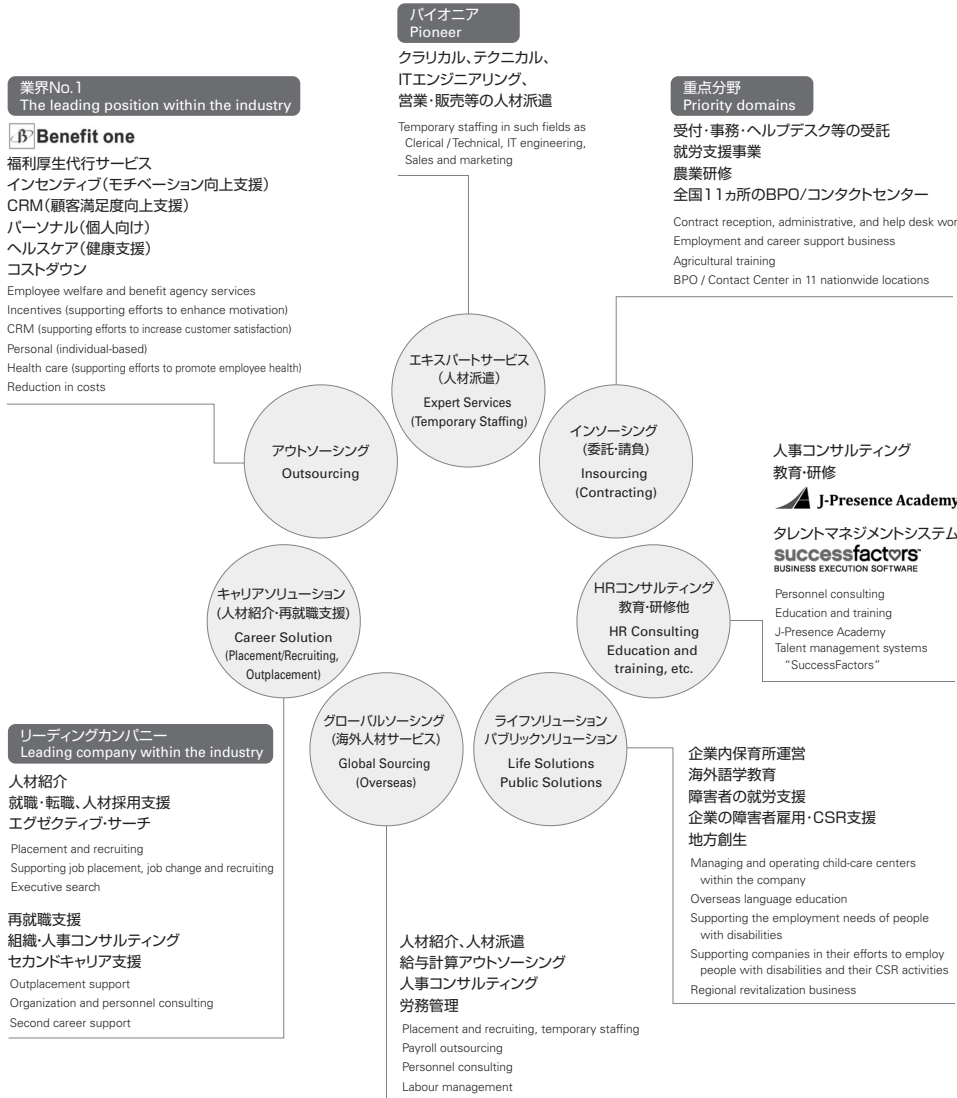 パイオニア
Pioneer
クラリカル、テクニカル、
ITエンジニアリング、
営業・販売等の人材派遣
Temporary staffing in such fields as
Clerical / Technical, IT engineering,
Sales and marketing
業界No.1
The leading position within the industry
Benefit one
福利厚生代行サービス
インセンティブ(モチベーション向上支援)
CRM(顧客満足度向上支援)
パーソナル(個人向け)
ヘルスケア(健康支援)
コストダウン
Employee welfare and benefit agency services
Incentives (supporting efforts to enhance motivation)
CRM (supporting efforts to increase customer satisfaction)
Personal (individual-based)
Health care (supporting efforts to promote employee health)
Reduction in costs
重点分野
Priority domains
受付・事務・ヘルプデスク等の受託
就労支援事業
農業研修
全国11ヵ所のBPO/コンタクトセンター
Contract reception, administrative, and help desk wor
Employment and career support business
Agricultural training
BPO / Contact Center in 11 nationwide locations
エキスパートサービス
(人材派遣)
Expert Services
(Temporary Staffing)
アウトソーシング
Outsourcing
インソーシング
(委託・請負)
Insourcing
(Contracting)
人事コンサルティング
教育・研修
J-Presence Academy
タレントマネジメントシステム
successfactors™
BUSINESS EXECUTION SOFTWARE
Personnel consulting
Education and training
J-Presence Academy
Talent management systems
“SuccessFactors”
キャリアソリューション
(人材紹介・再就職支援)
Career Solution
(Placement/Recruiting,
Outplacement)
HRコンサルティング
教育・研修他
HR Consulting
Education and
training, etc.
グローバルソーシング
(海外人材サービス)
Global Sourcing
(Overseas)
ライフソリューション
パブリックソリューション
Life Solutions
Public Solutions
リーディングカンパニー
Leading company within the industry
人材紹介
就職・転職、人材採用支援
エグゼクティブ・サーチ
Placement and recruiting
Supporting job placement, job change and recruiting
Executive search
再就職支援
組織・人事コンサルティング
セカンドキャリア支援
Outplacement support
Organization and personnel consulting
Second career support
人材紹介、人材派遣
給与計算アウトソーシング
人事コンサルティング
労務管理
Placement and recruiting, temporary staffing
Payroll outsourcing
Personnel consulting
Labour management
企業内保育所運営
海外語学教育
障害者の就労支援
企業の障害者雇用・CSR支援
地方創生
Managing and operating child-care centers
within the company
Overseas language education
Supporting the employment needs of people
with disabilities
Supporting companies in their efforts to employ
people with disabilities and their CSR activities
Regional revitalization business